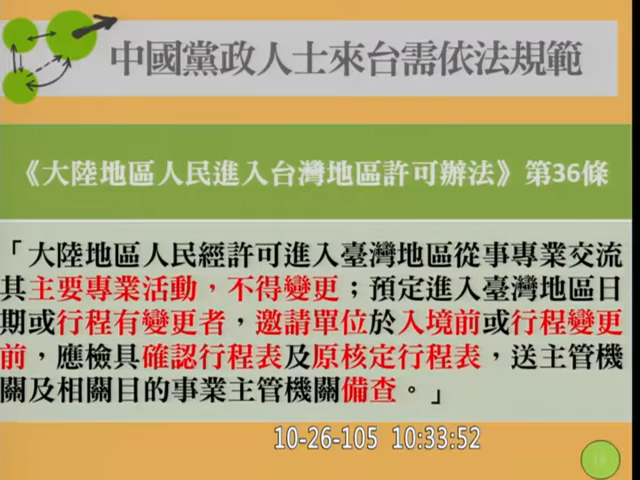 中國黨政人士來台需依法規範
《大陸地區人民進入台灣地區許可辦法》第36條
「大陸地區人民經許可進入臺灣地區從事專業交流
其主要專業活動，不得變更；預定進入臺灣地區日
期或行程有變更者，邀請單位於入境前或行程變更
前，應檢具確認行程表及原核定行程表，送主管機
關及相關目的事業主管機關備查。」
10-26-105 10:33:52